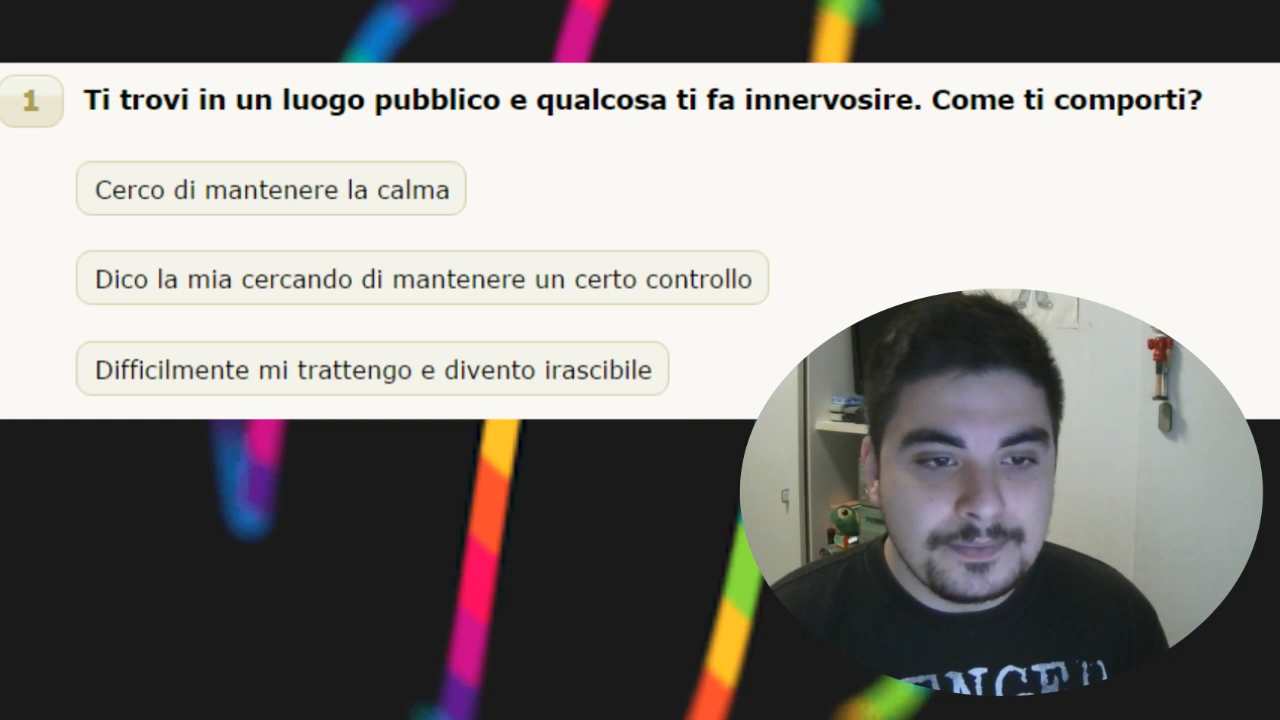 1 Ti trovi in un luogo pubblico e qualcosa ti fa innervosire. Come ti comporti?
Cerco di mantenere la calma
Dico la mia cercando di mantenere un certo controllo
Difficilmente mi trattengo e divento irascibile